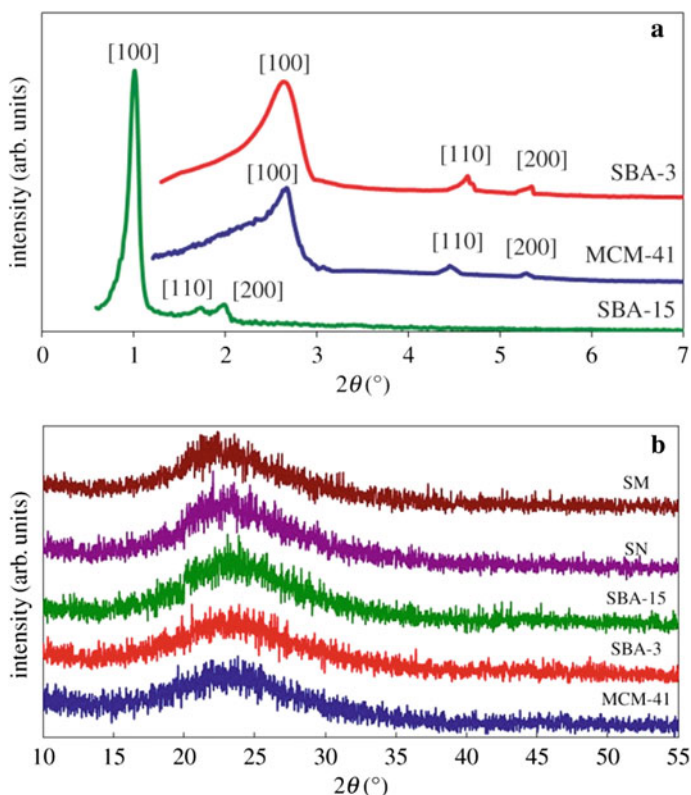 a
[100]
[100]
[110]
[200]
SBA-3
[100]
[110]
[200]
MCM-41
[110]
[200]
SBA-15
intensity (arb. units)
0 1 2 3 4 5 6 7
2θ(°)
b
SM
SN
SBA-15
SBA-3
MCM-41
intensity (arb. units)
10 15 20 25 30 35 40 45 50 55
2θ(°)